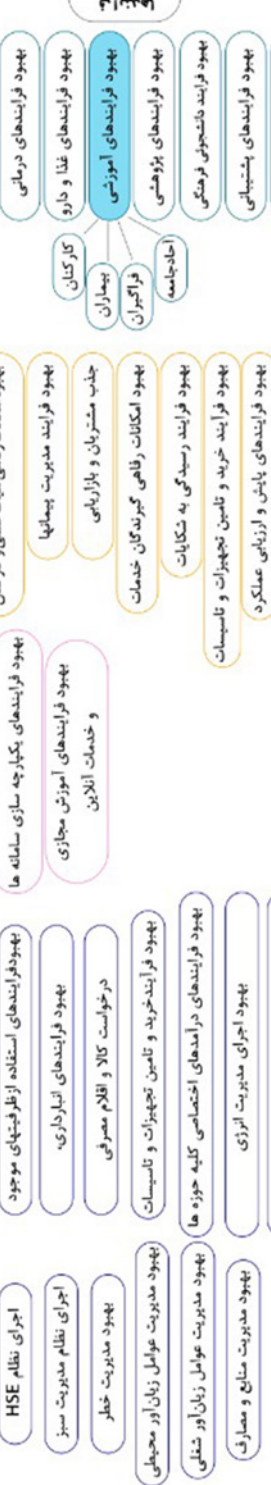 بهبود فرایندهای درمانی
بهبود فرایندهای غذا و دارو
بهبود فرایندهای آموزشی
بهبود فرایندهای پژوهشی
بهبود فرایند دانشجوئی فرهنگی
بهبود فرایندهای پشتیبانی
کارکنان
بیماران
فراگیران
آحادجامعه
بهبود فرایند مدیریت پیمانها
جذب مشتریان و بازاریابی
بهبود امکانات رفاهی گیرندگان خدمات
بهبود فرایند رسیدگی به شکایات
بهبود فرآیند خرید و تامین تجهیزات و تاسیسات
بهبود فرایندهای پایش و ارزیابی عملکرد
بهبود فرایندهای یکپارچه سازی سامانه ها
بهبود فرایندهای آموزش مجازی
و خدمات آنلاین
بهبودفرایندهای استفاده ازظرفیتهای موجود
بهبود فرایندهای انبارداری،
درخواست کالا و اقلام مصرفی
بهبود فرآیندخرید و تامین تجهیزات و تاسیسات
بهبود فرایندهای درآمدهای اختصاصی کلیه حوزه ها
بهبود اجرای مدیریت انرژی
اجرای نظام HSE
اجرای نظام مدیریت سبز
بهبود مدیریت خطر
بهبود مدیریت عوامل زیان‌آور محیطی
بهبود مدیریت عوامل زیان‌آور شغلی
بهبود مدیریت منابع و مصارف